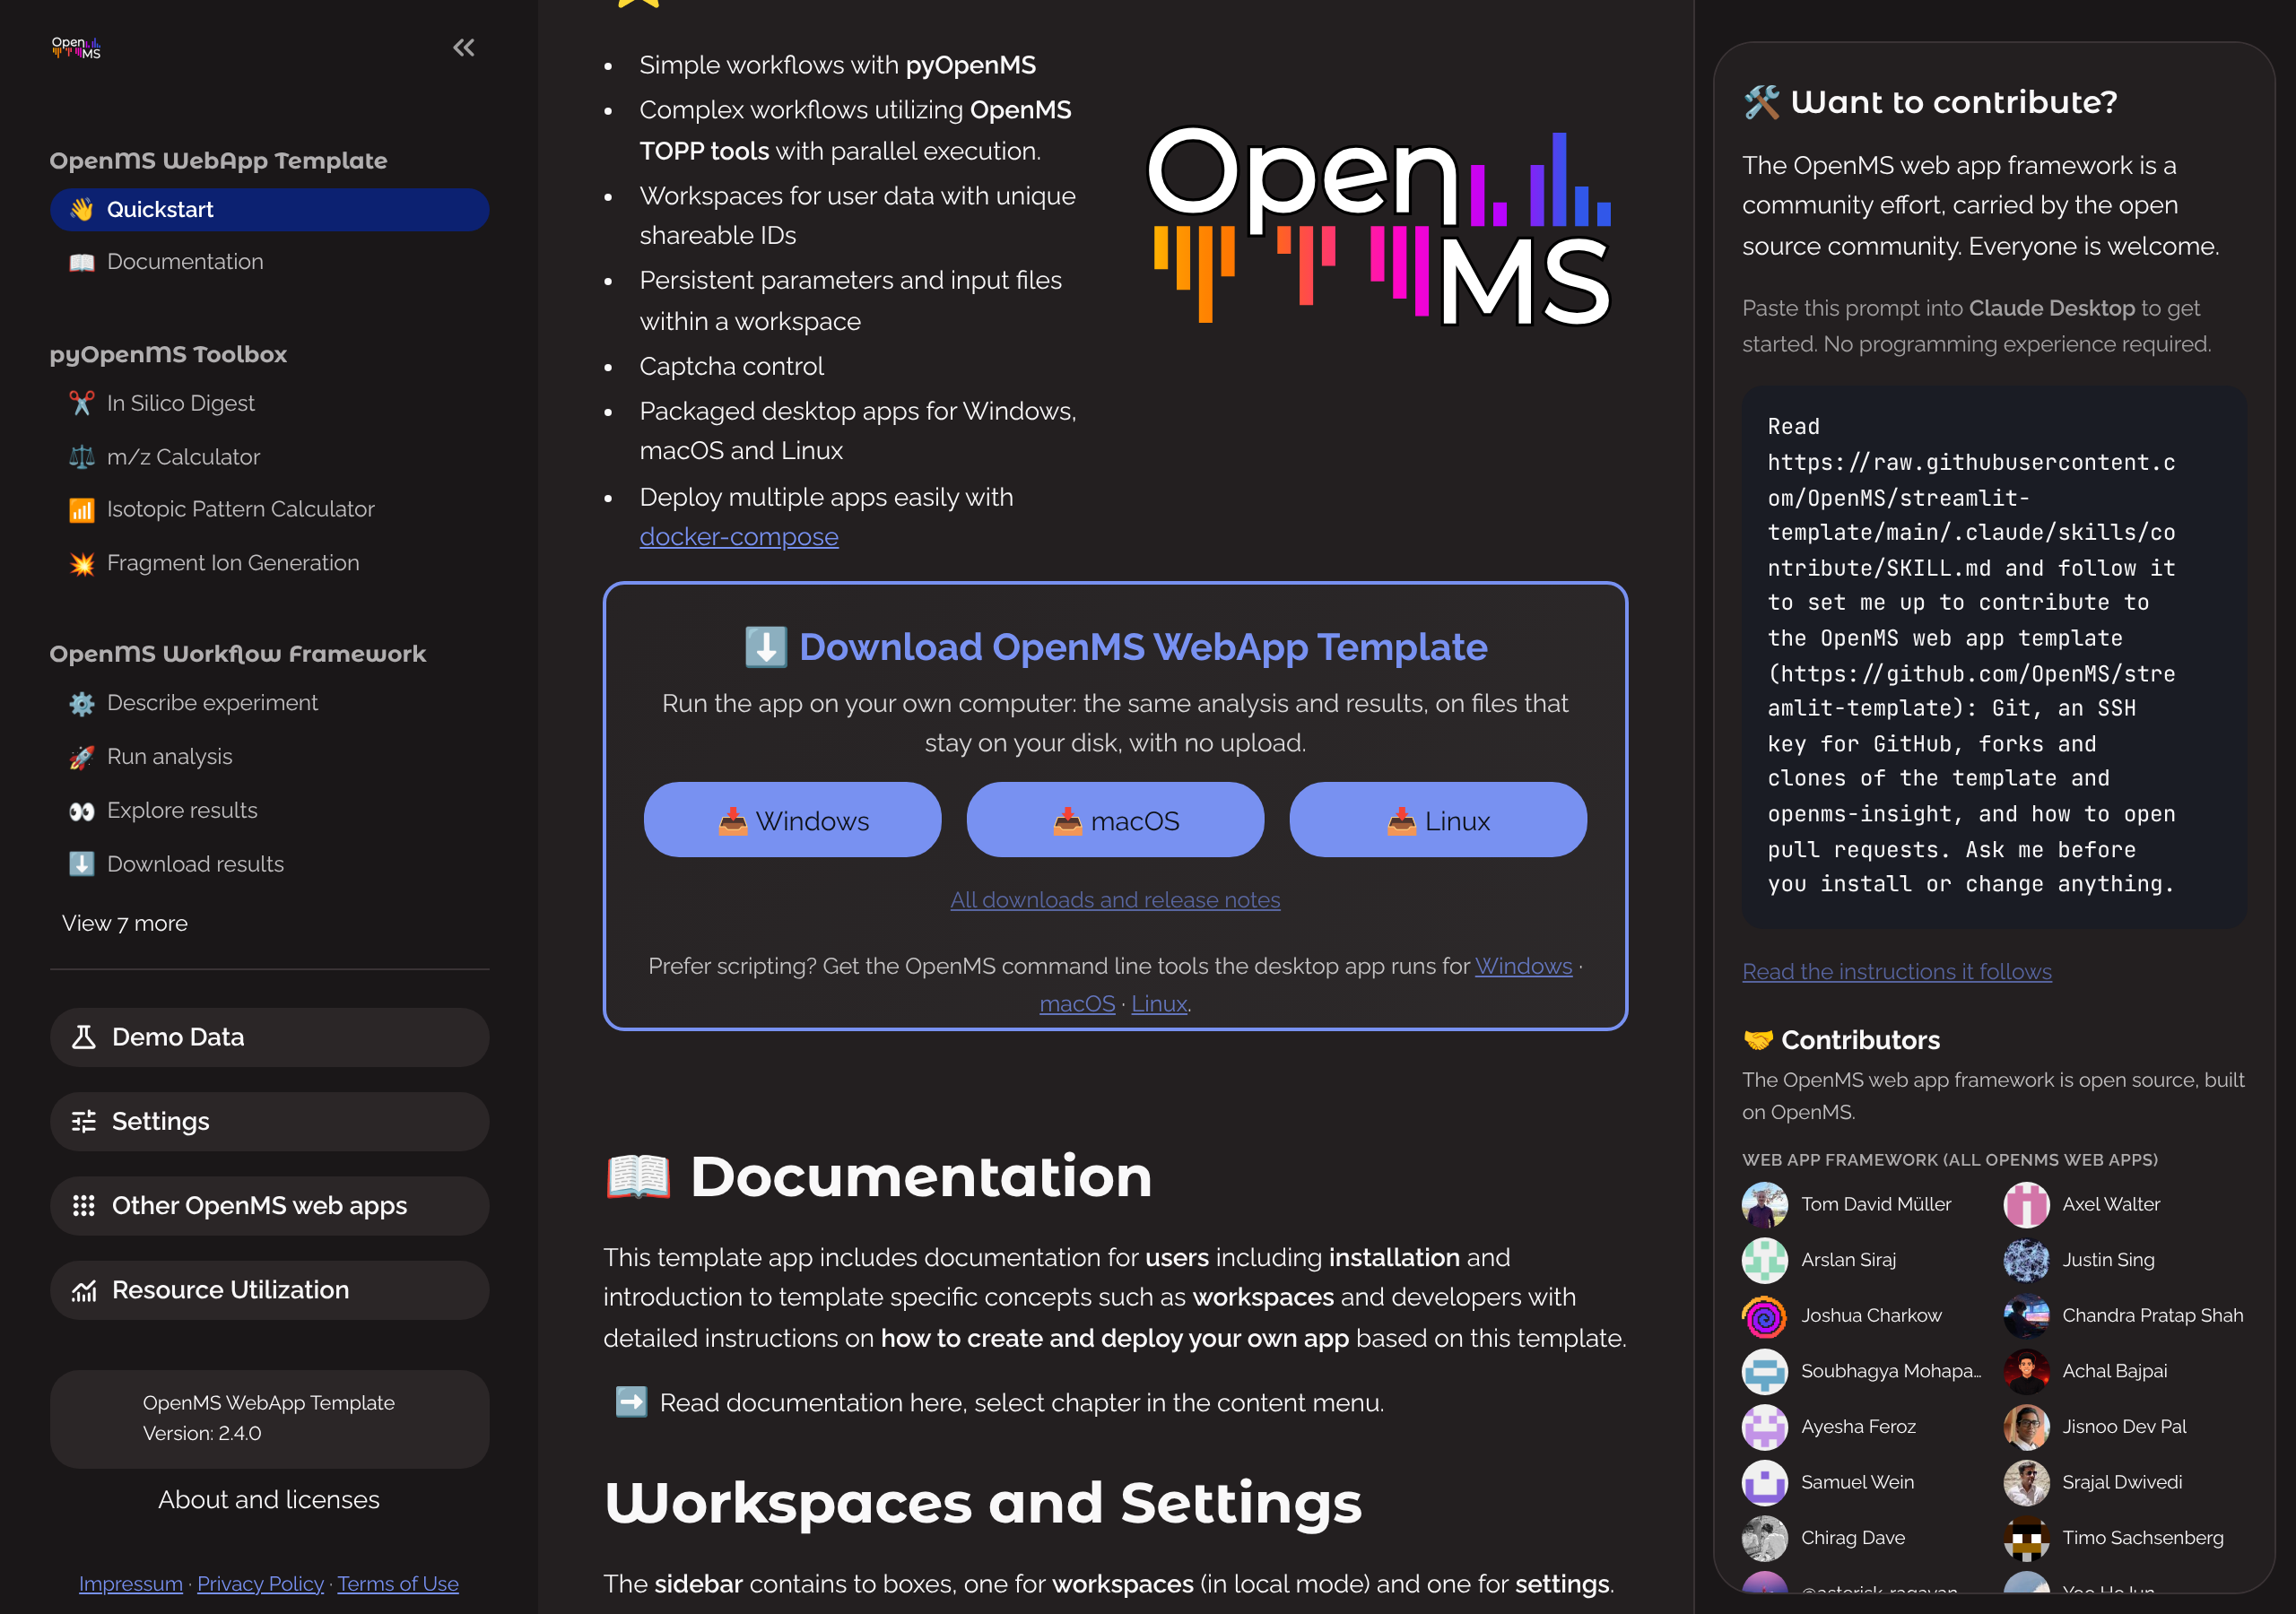 Open
MS
OpenMS WebApp Template
Quickstart
Documentation
pyOpenMS Toolbox
In Silico Digest
m/z Calculator
Isotopic Pattern Calculator
Fragment Ion Generation
OpenMS Workflow Framework
Describe experiment
Run analysis
Explore results
Download results
View 7 more
Demo Data
Settings
Other OpenMS web apps
Resource Utilization
OpenMS WebApp Template
Version: 2.4.0
About and licenses
Impressum · Privacy Policy · Terms of Use
• Simple workflows with pyOpenMS
• Complex workflows utilizing OpenMS
TOPP tools with parallel execution.
• Workspaces for user data with unique
shareable IDs
• Persistent parameters and input files
within a workspace
• Captcha control
• Packaged desktop apps for Windows,
macOS and Linux
• Deploy multiple apps easily with
docker-compose
Open
MS
Download OpenMS WebApp Template
Run the app on your own computer: the same analysis and results, on files that
stay on your disk, with no upload.
Windows
macOS
Linux
All downloads and release notes
Prefer scripting? Get the OpenMS command line tools the desktop app runs for Windows ·
macOS · Linux.
Documentation
This template app includes documentation for users including installation and
introduction to template specific concepts such as workspaces and developers with
detailed instructions on how to create and deploy your own app based on this template.
Read documentation here, select chapter in the content menu.
Workspaces and Settings
The sidebar contains to boxes, one for workspaces (in local mode) and one for settings.
Want to contribute?
The OpenMS web app framework is a
community effort, carried by the open
source community. Everyone is welcome.
Paste this prompt into Claude Desktop to get
started. No programming experience required.
Read
https://raw.githubusercontent.c
om/OpenMS/streamlit-
template/main/.claude/skills/co
ntribute/SKILL.md and follow it
to set me up to contribute to
the OpenMS web app template
(https://github.com/OpenMS/stre
amlit-template): Git, an SSH
key for GitHub, forks and
clones of the template and
openms-insight, and how to open
pull requests. Ask me before
you install or change anything.
Read the instructions it follows
Contributors
The OpenMS web app framework is open source, built
on OpenMS.
WEB APP FRAMEWORK (ALL OPENMS WEB APPS)
Tom David Müller
Axel Walter
Arslan Siraj
Justin Sing
Joshua Charkow
Chandra Pratap Shah
Soubhagya Mohapa…
Achal Bajpai
Ayesha Feroz
Jisnoo Dev Pal
Samuel Wein
Srajal Dwivedi
Chirag Dave
Timo Sachsenberg